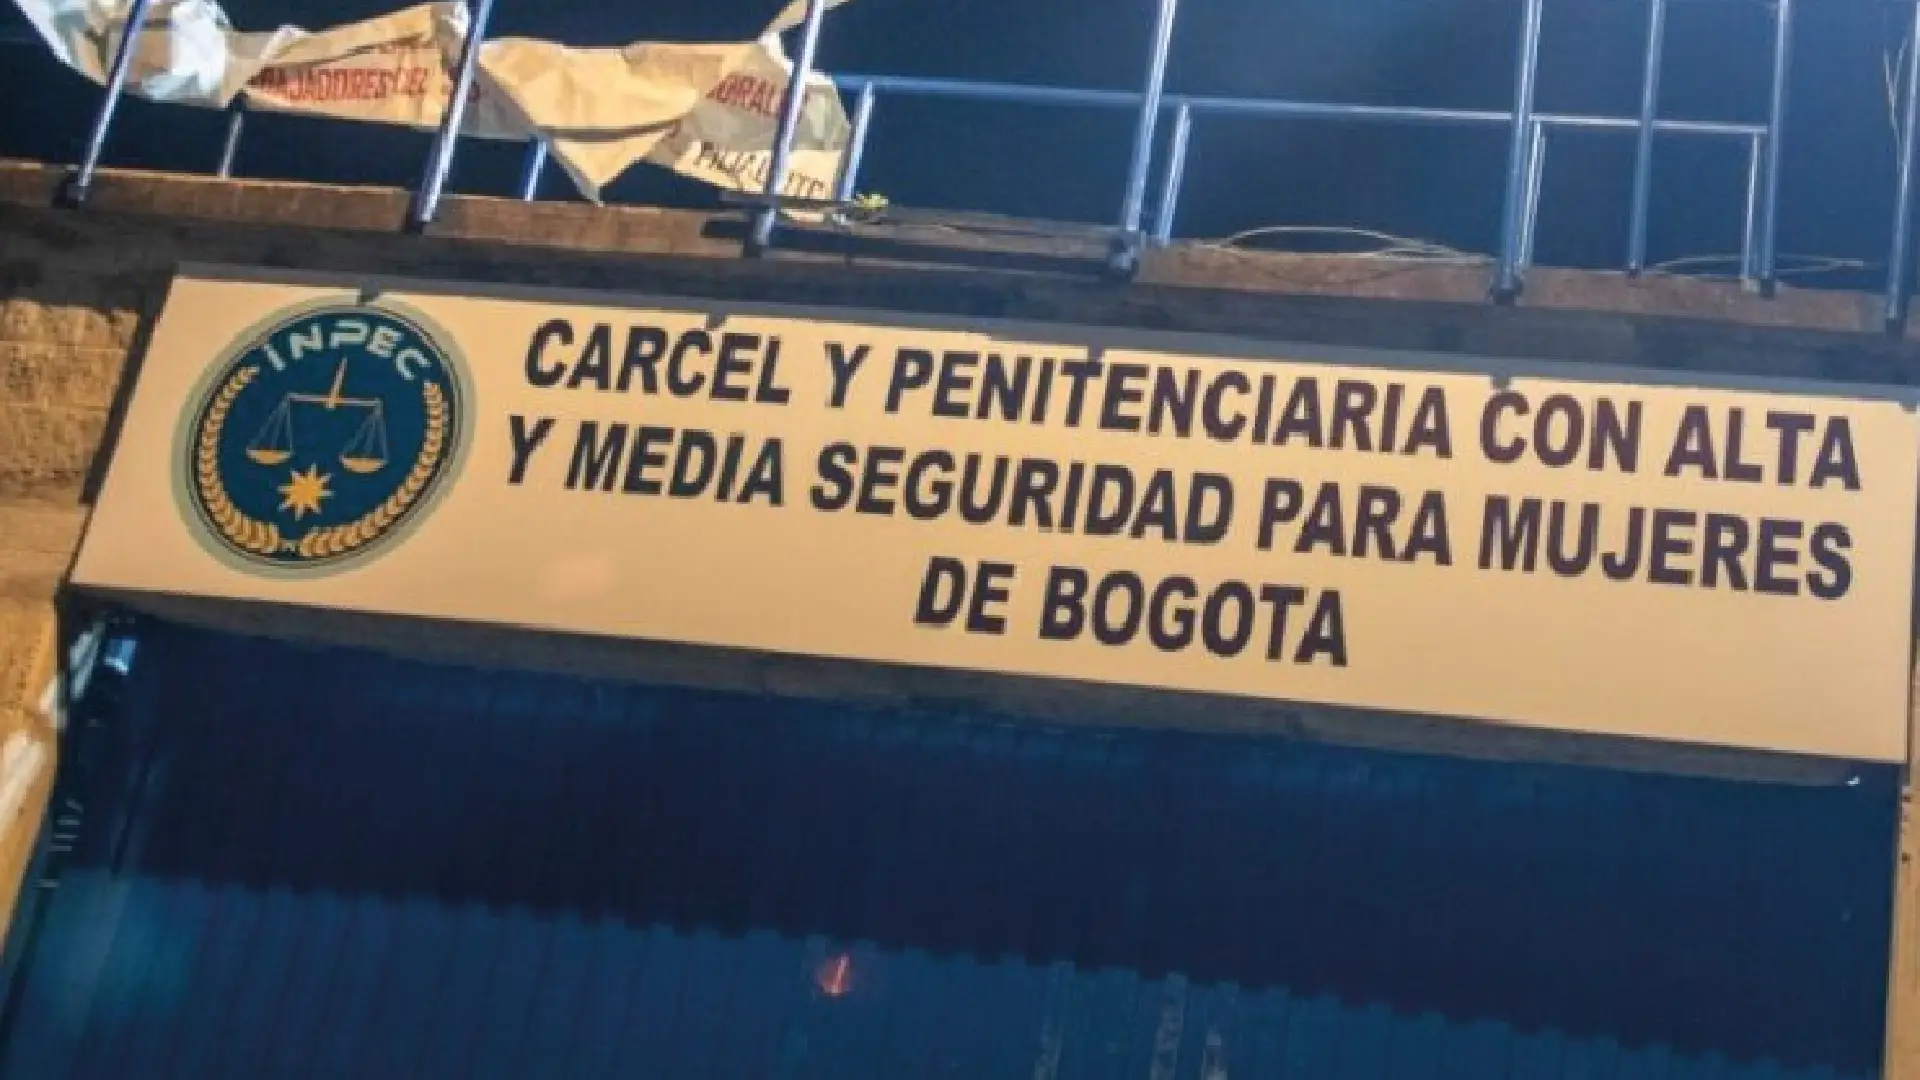 INPEC
CARCEL Y PENITENCIARIA CON ALTA
Y MEDIA SEGURIDAD PARA MUJERES
DE BOGOTA